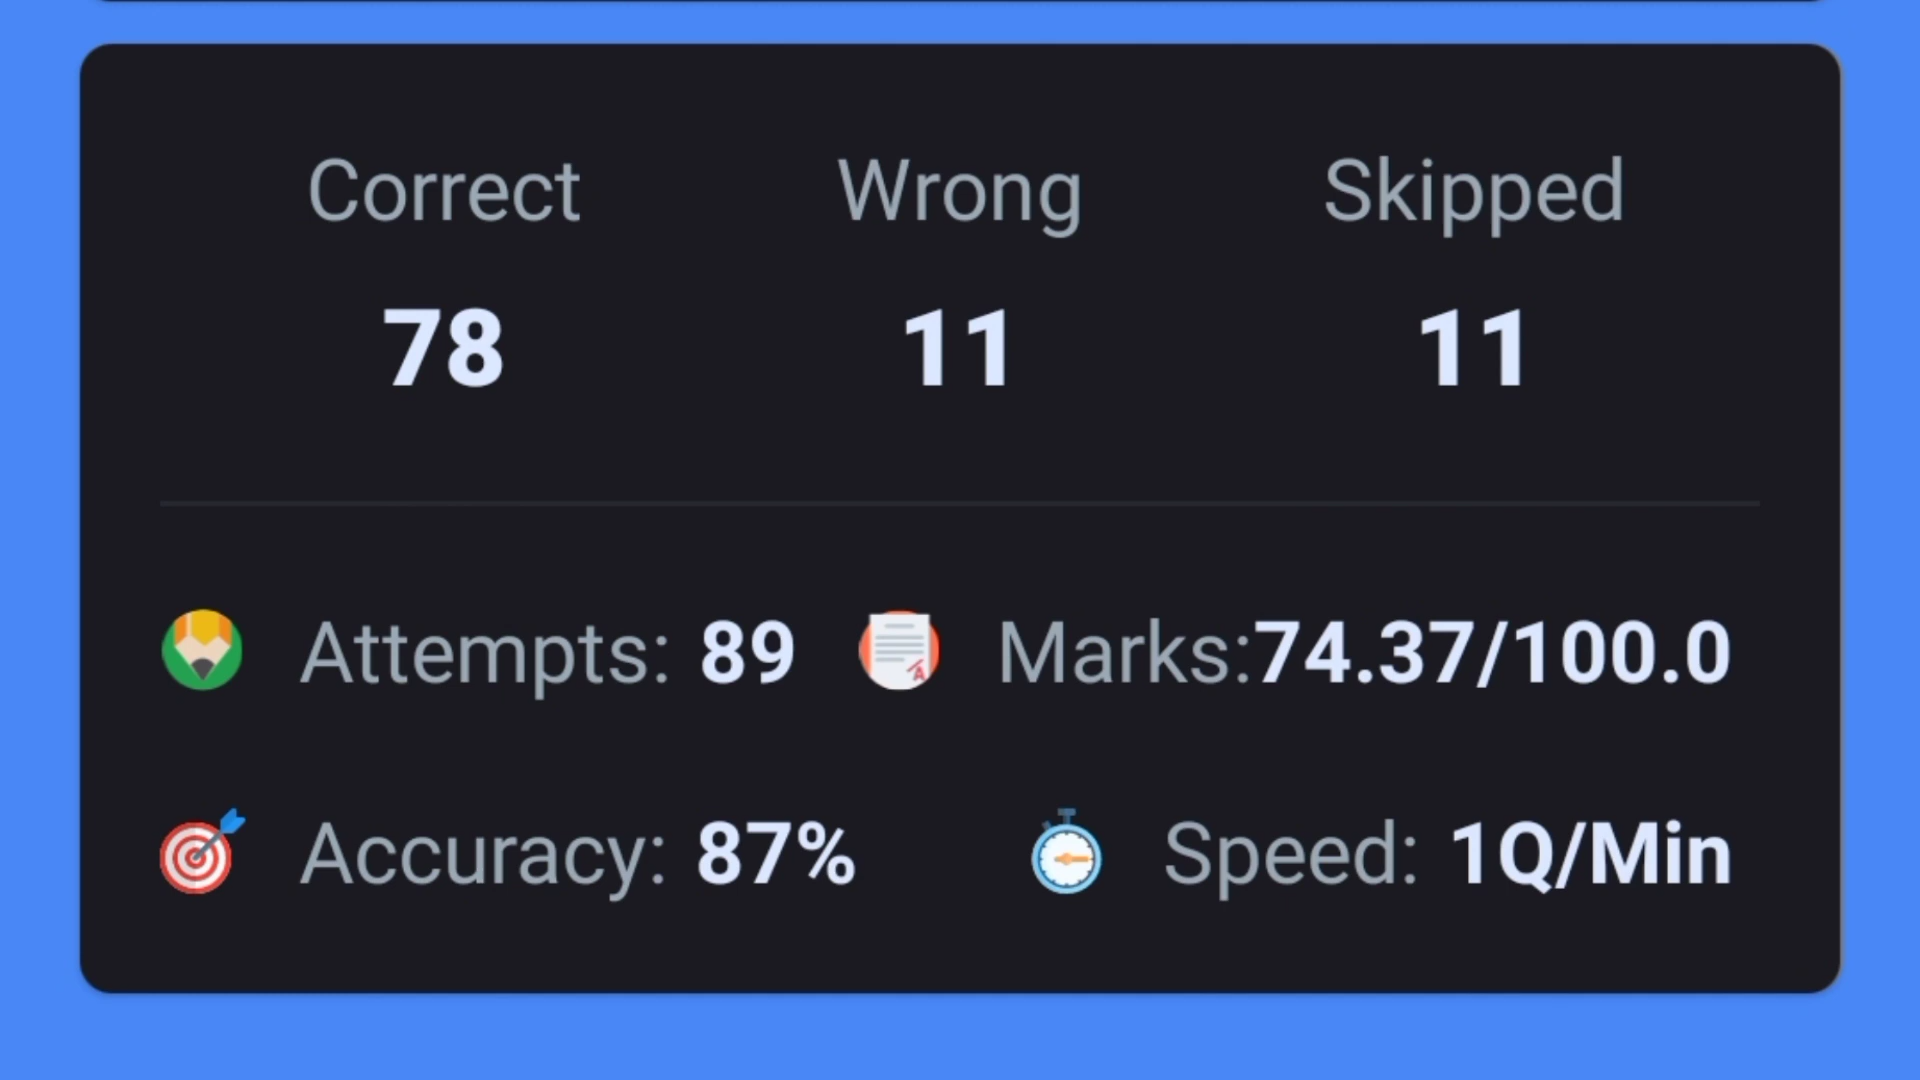 Correct Wrong Skipped
78 11 11
Attempts: 89 Marks:74.37/100.0
Accuracy: 87% Speed: 1Q/Min